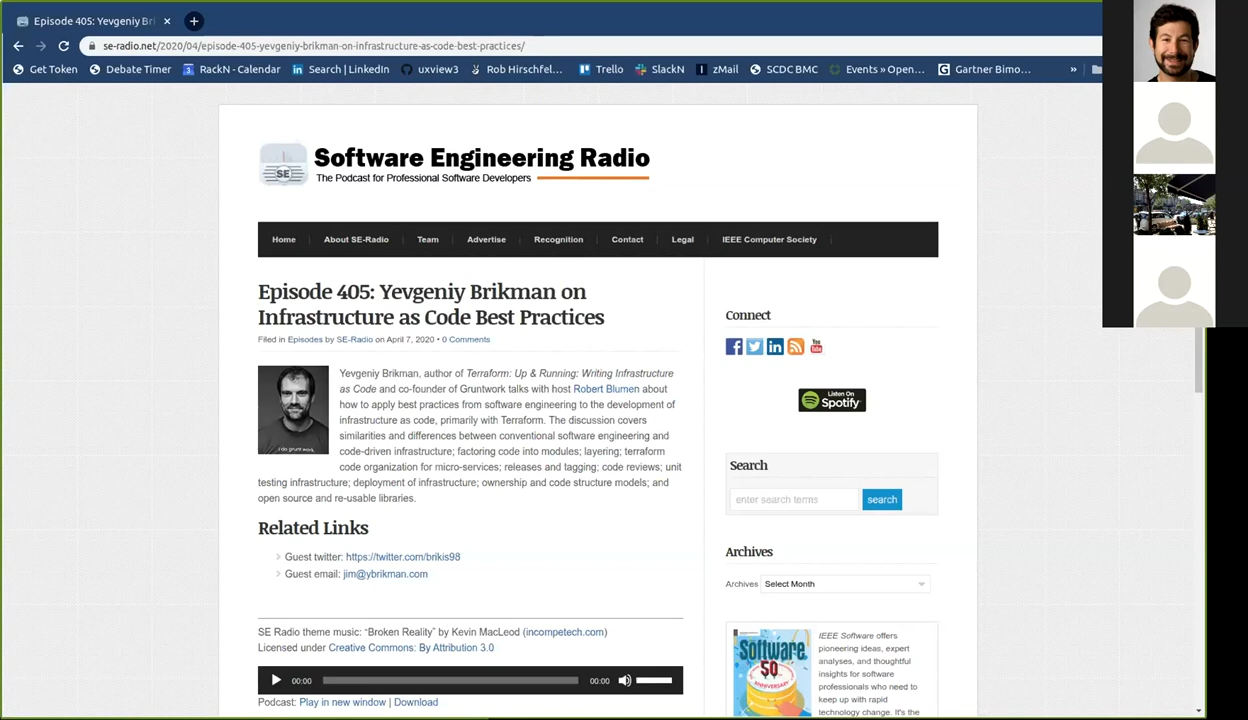 Episode 405: Yevgeniy Bri
se-radio.net/2020/04/episode-405-yevgeniy-brikman-on-infrastructure-as-code-best-practices/
Get Token Debate Timer RackN - Calendar Search | LinkedIn uxview3 Rob Hirschfel... Trello SlackN zMail SCDC BMC Events » Open... Gartner Bimo... »
SE
Software Engineering Radio
The Podcast for Professional Software Developers
Home About SE-Radio Team Advertise Recognition Contact Legal IEEE Computer Society
Episode 405: Yevgeniy Brikman on
Infrastructure as Code Best Practices
Filed in Episodes by SE-Radio on April 7, 2020 • 0 Comments
i do grunt work.
Yevgeniy Brikman, author of Terraform: Up & Running: Writing Infrastructure
as Code and co-founder of Gruntwork talks with host Robert Blumen about
how to apply best practices from software engineering to the development of
infrastructure as code, primarily with Terraform. The discussion covers
similarities and differences between conventional software engineering and
code-driven infrastructure; factoring code into modules; layering; terraform
code organization for micro-services; releases and tagging; code reviews; unit
testing infrastructure; deployment of infrastructure; ownership and code structure models; and
open source and re-usable libraries.
Related Links
Guest twitter: https://twitter.com/brikis98
Guest email: jim@ybrikman.com
SE Radio theme music: “Broken Reality” by Kevin MacLeod (incompetech.com)
Licensed under Creative Commons: By Attribution 3.0
00:00 00:00
Podcast: Play in new window | Download
Connect
You
Tube
Listen On
Spotify
Search
enter search terms search
Archives
Archives Select Month
Software
50
ANNIVERSARY
IEEE Software offers
pioneering ideas, expert
analyses, and thoughtful
insights for software
professionals who need to
keep up with rapid
technology change. It's the